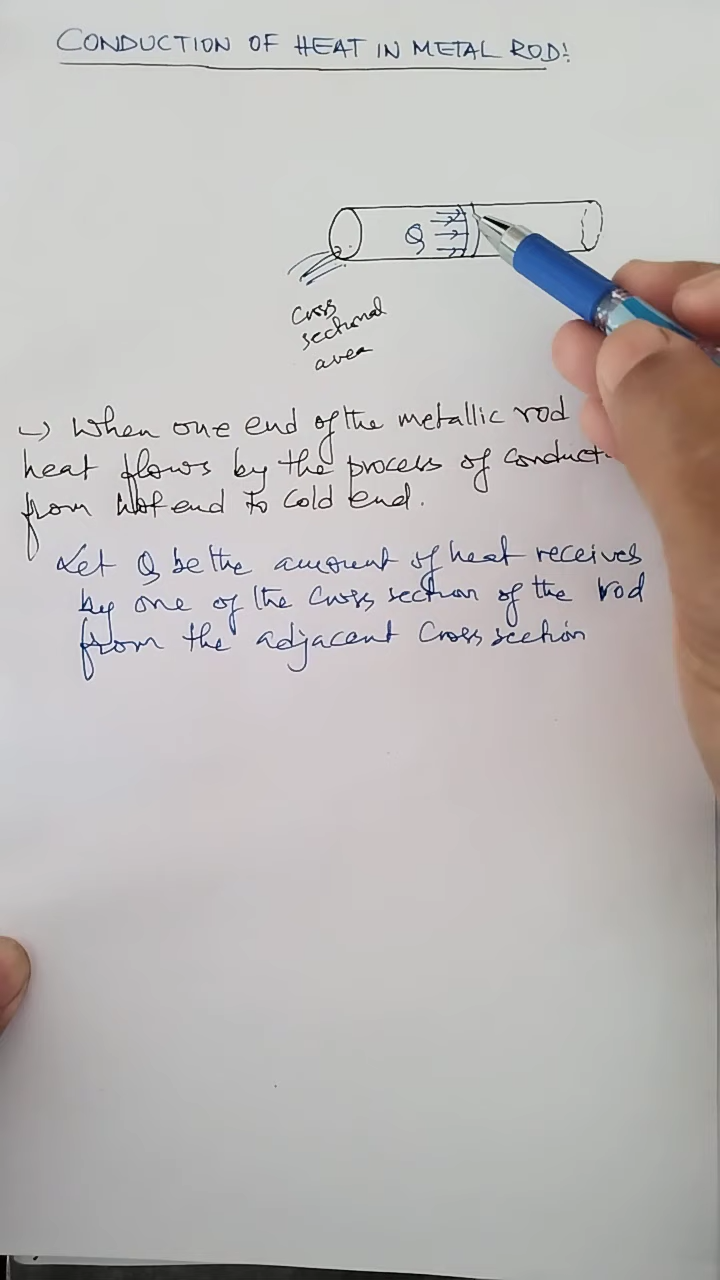 CONDUCTION OF HEAT IN METAL ROD:
Q
Cross
sectional
area
→ When one end of the metallic rod
heat flows by the process of conduct
from hot end to cold end.
Let Q be the amount of heat receives
by one of the cross section of the rod
from the adjacent cross section